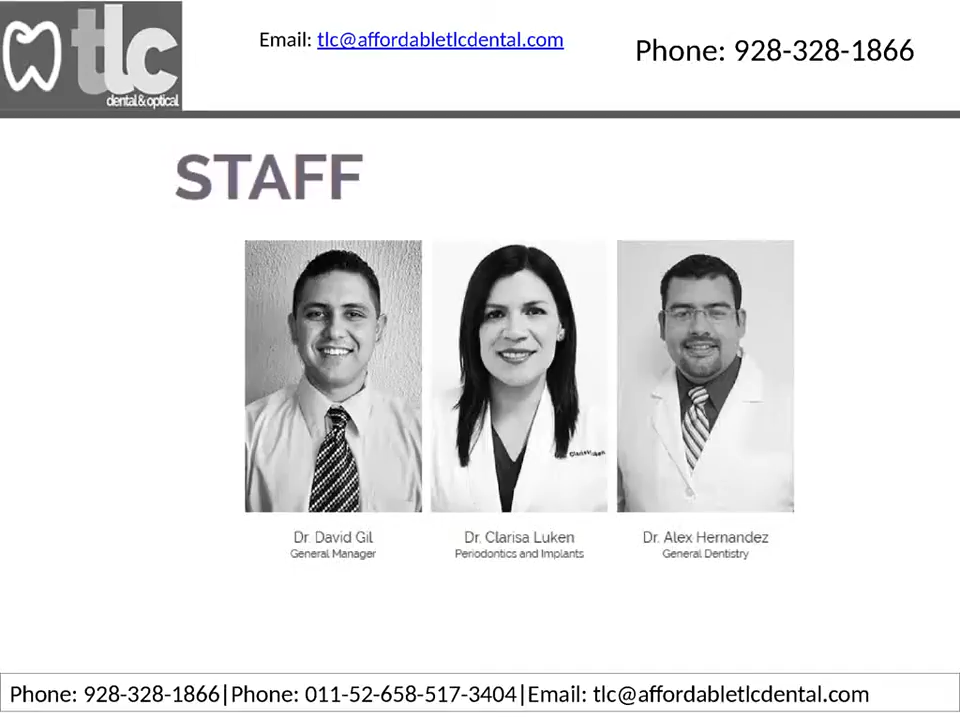 tlc
dental & optical
Email: tlc@affordabletlcdental.com
Phone: 928-328-1866
STAFF
Clarisa Luken
Dr. David Gil
General Manager
Dr. Clarisa Luken
Periodontics and Implants
Dr. Alex Hernandez
General Dentistry
Phone: 928-328-1866|Phone: 011-52-658-517-3404|Email: tlc@affordabletlcdental.com